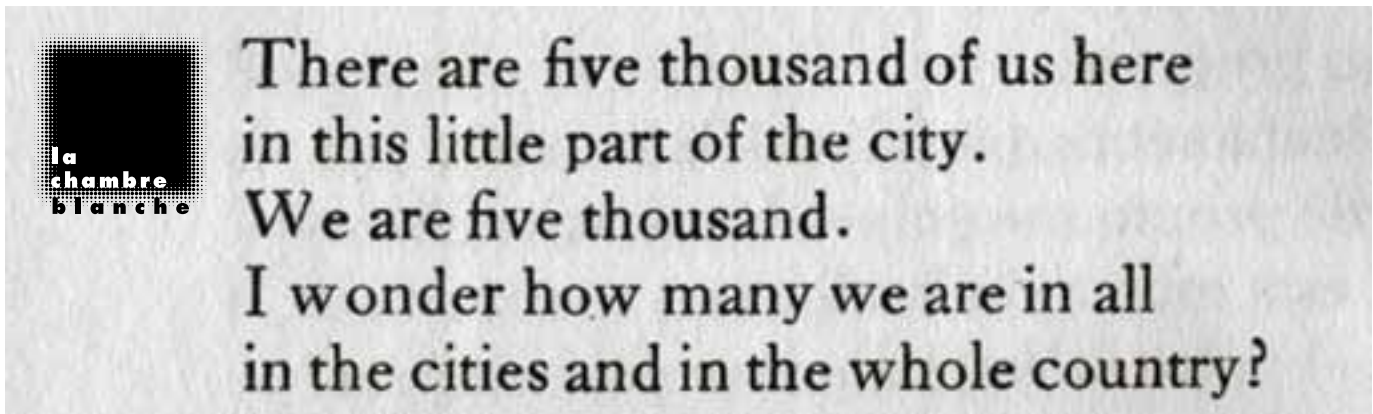 la
chambre
blanche
There are five thousand of us here
in this little part of the city.
We are five thousand.
I wonder how many we are in all
in the cities and in the whole country?